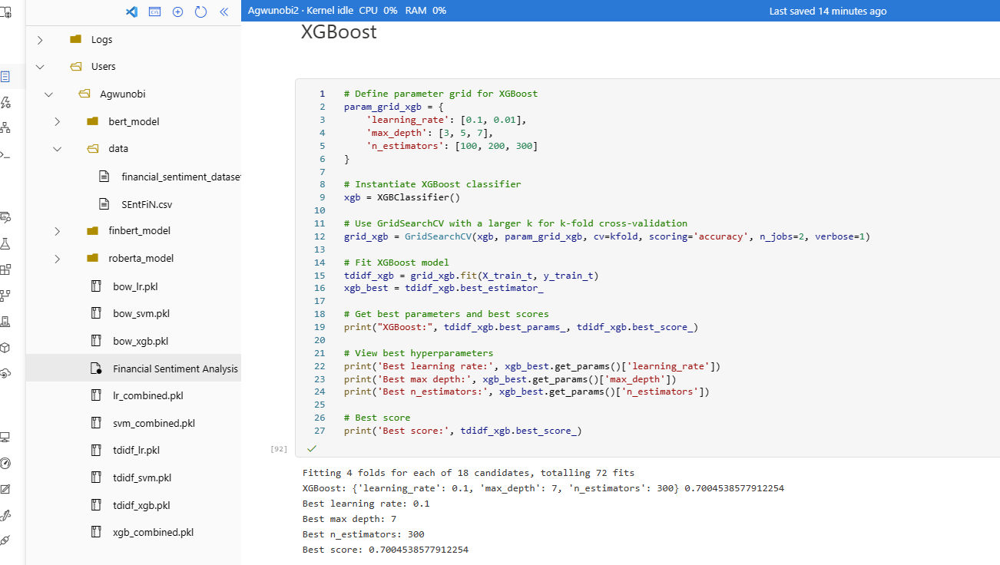 Agwunobi2 · Kernel idle CPU 0% RAM 0%
Last saved 14 minutes ago
Logs
Users
Agwunobi
bert_model
data
financial_sentiment_dataset
SEntFiN.csv
finbert_model
roberta_model
bow_lr.pkl
bow_svm.pkl
bow_xgb.pkl
Financial Sentiment Analysis
lr_combined.pkl
svm_combined.pkl
tdidf_lr.pkl
tdidf_svm.pkl
tdidf_xgb.pkl
xgb_combined.pkl
XGBoost
1 # Define parameter grid for XGBoost
2 param_grid_xgb = {
3     'learning_rate': [0.1, 0.01],
4     'max_depth': [3, 5, 7],
5     'n_estimators': [100, 200, 300]
6 }
7
8 # Instantiate XGBoost classifier
9 xgb = XGBClassifier()
10
11 # Use GridSearchCV with a larger k for k-fold cross-validation
12 grid_xgb = GridSearchCV(xgb, param_grid_xgb, cv=kfold, scoring='accuracy', n_jobs=2, verbose=1)
13
14 # Fit XGBoost model
15 tdidf_xgb = grid_xgb.fit(X_train_t, y_train_t)
16 xgb_best = tdidf_xgb.best_estimator_
17
18 # Get best parameters and best scores
19 print("XGBoost:", tdidf_xgb.best_params_, tdidf_xgb.best_score_)
20
21 # View best hyperparameters
22 print('Best learning rate:', xgb_best.get_params()['learning_rate'])
23 print('Best max depth:', xgb_best.get_params()['max_depth'])
24 print('Best n_estimators:', xgb_best.get_params()['n_estimators'])
25
26 # Best score
27 print('Best score:', tdidf_xgb.best_score_)
[92]
Fitting 4 folds for each of 18 candidates, totalling 72 fits
XGBoost: {'learning_rate': 0.1, 'max_depth': 7, 'n_estimators': 300} 0.7004538577912254
Best learning rate: 0.1
Best max depth: 7
Best n_estimators: 300
Best score: 0.7004538577912254